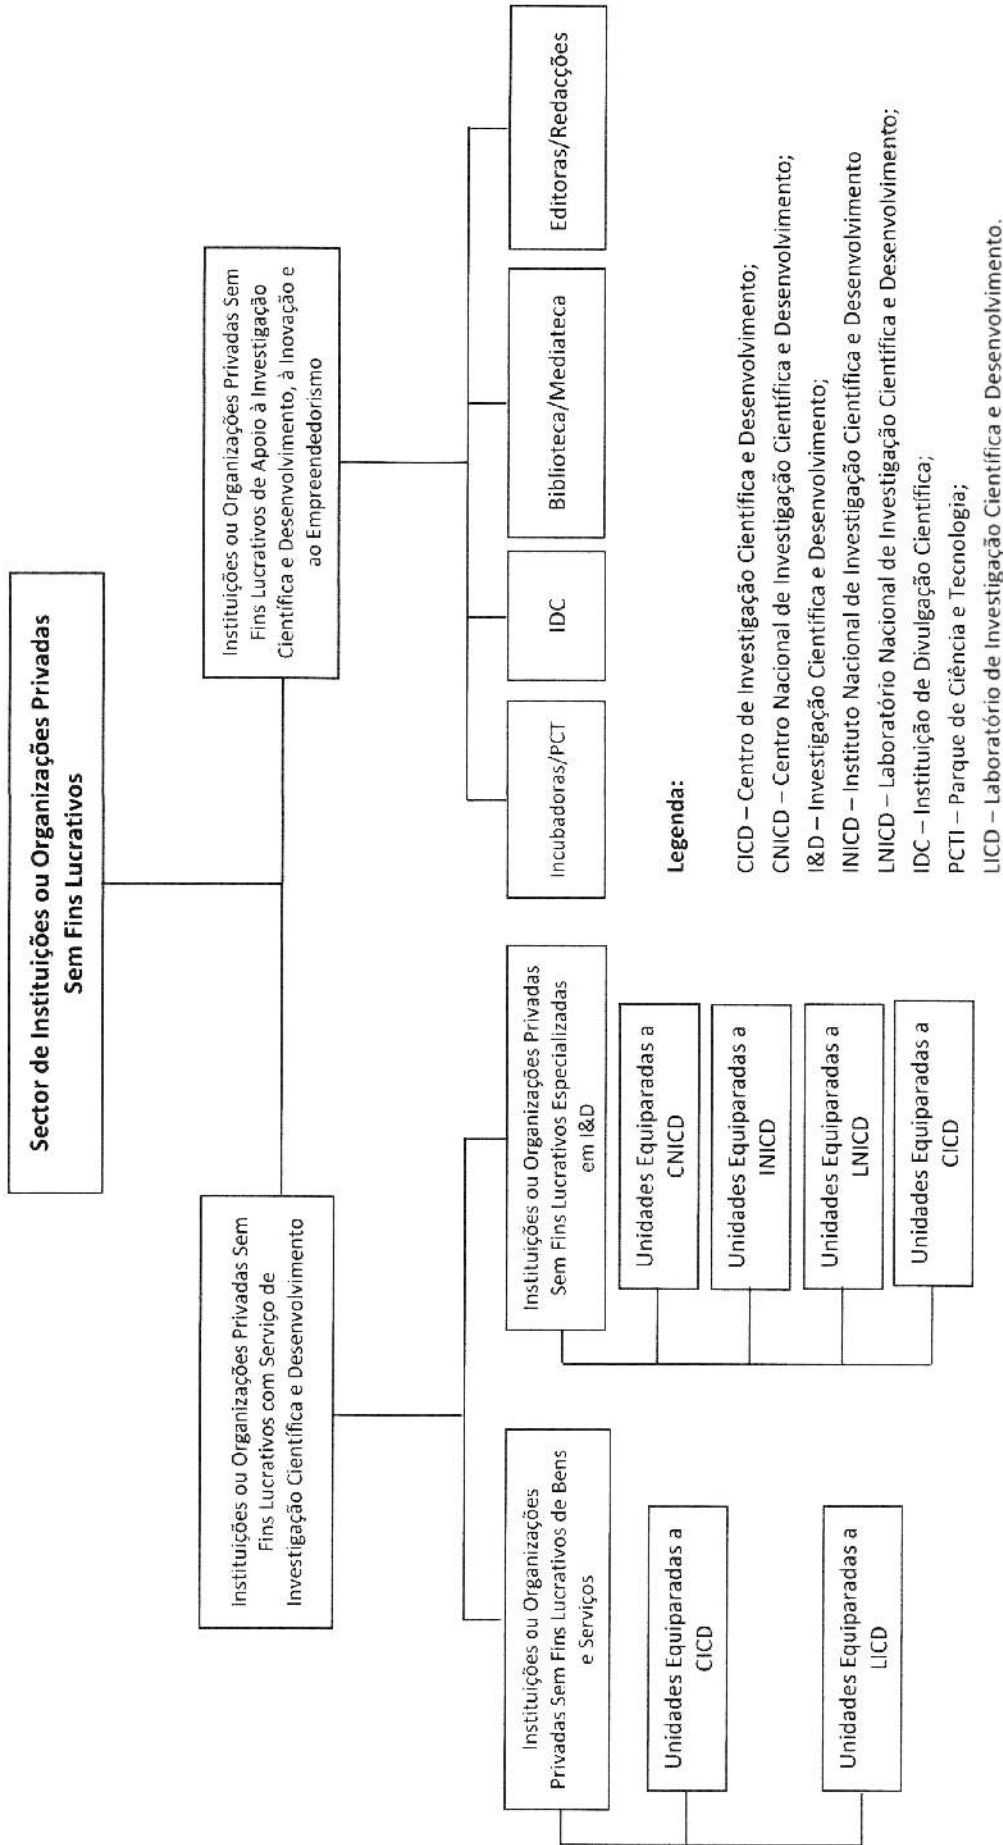 Sector de Instituições ou Organizações Privadas
Sem Fins Lucrativos
Instituições ou Organizações Privadas Sem
Fins Lucrativos com Serviço de
Investigação Científica e Desenvolvimento
Instituições ou Organizações Privadas Sem
Fins Lucrativos de Apoio à Investigação
Científica e Desenvolvimento, à Inovação e
ao Empreendedorismo
Instituições ou Organizações
Privadas Sem Fins Lucrativos de Bens
e Serviços
Unidades Equiparadas a
CICD
Unidades Equiparadas a
LICD
Instituições ou Organizações Privadas
Sem Fins Lucrativos Especializadas
em I&D
Unidades Equiparadas a
CNICD
Unidades Equiparadas a
INICD
Unidades Equiparadas a
LNICD
Unidades Equiparadas a
CICD
Incubadoras/PCT
IDC
Biblioteca/Mediateca
Editoras/Redacções
Legenda:
CICD – Centro de Investigação Científica e Desenvolvimento;
CNICD – Centro Nacional de Investigação Científica e Desenvolvimento;
I&D – Investigação Científica e Desenvolvimento;
INICD – Instituto Nacional de Investigação Científica e Desenvolvimento
LNICD – Laboratório Nacional de Investigação Científica e Desenvolvimento;
IDC – Instituição de Divulgação Científica;
PCTI – Parque de Ciência e Tecnologia;
LICD – Laboratório de Investigação Científica e Desenvolvimento.